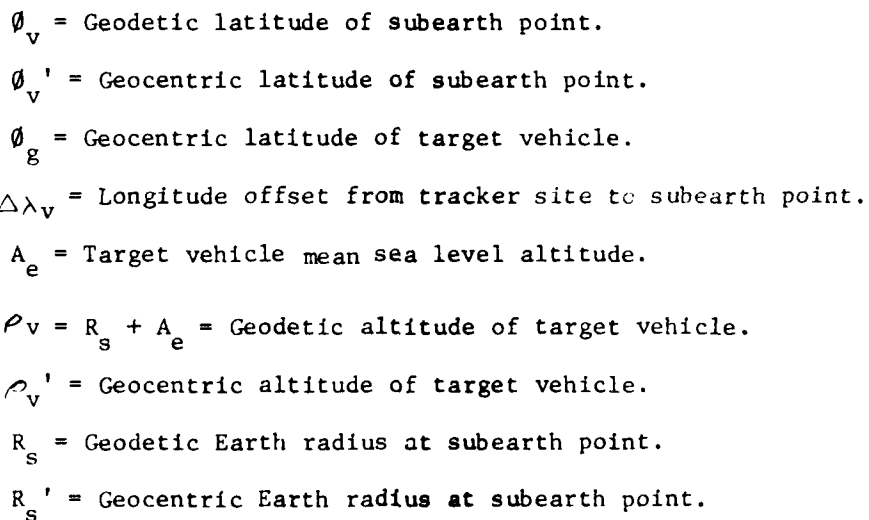 Ø_v = Geodetic latitude of subearth point.
Ø_v' = Geocentric latitude of subearth point.
Ø_g = Geocentric latitude of target vehicle.
Δλ_v = Longitude offset from tracker site to subearth point.
A_e = Target vehicle mean sea level altitude.
ρ_v = R_s + A_e = Geodetic altitude of target vehicle.
ρ_v' = Geocentric altitude of target vehicle.
R_s = Geodetic Earth radius at subearth point.
R_s' = Geocentric Earth radius at subearth point.